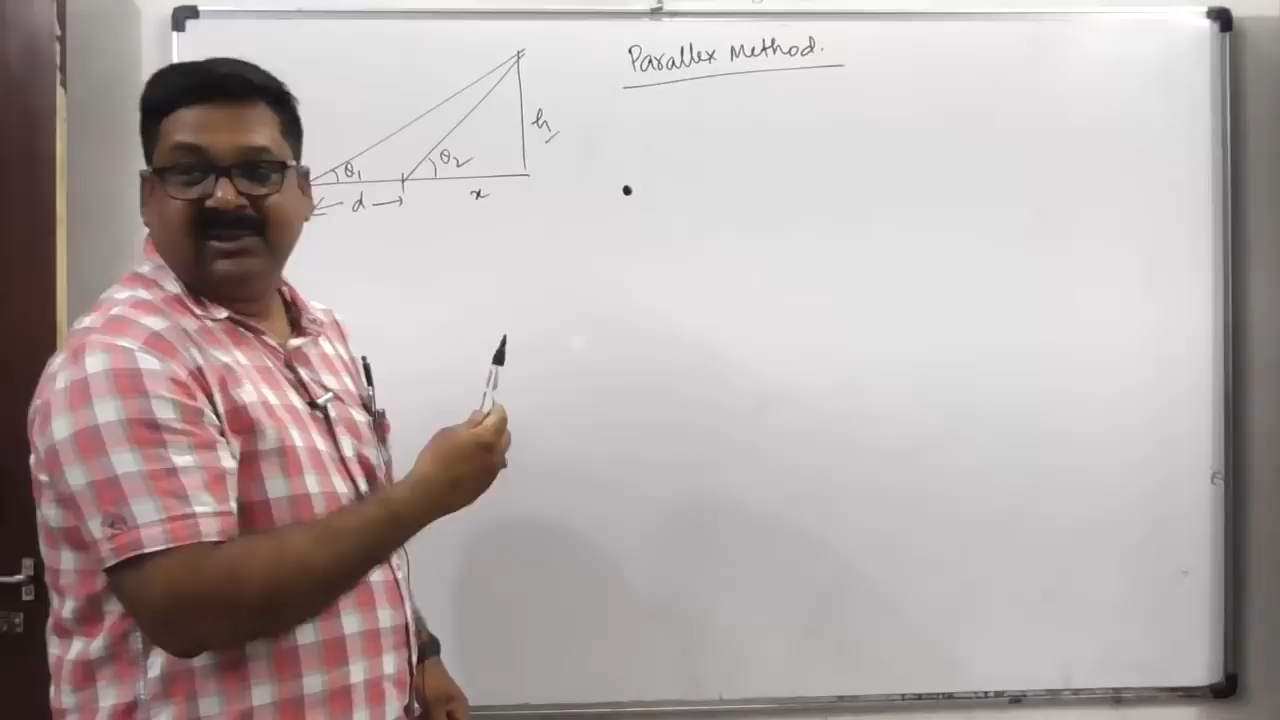 Parallex Method.
h
θ1
θ2
d
x